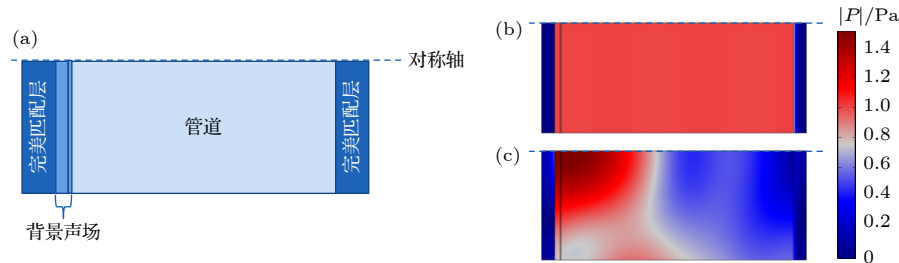 (a)
对称轴
完美匹配层
管道
完美匹配层
背景声场
(b)
(c)
|P|/Pa
1.4
1.2
1.0
0.8
0.6
0.4
0.2
0